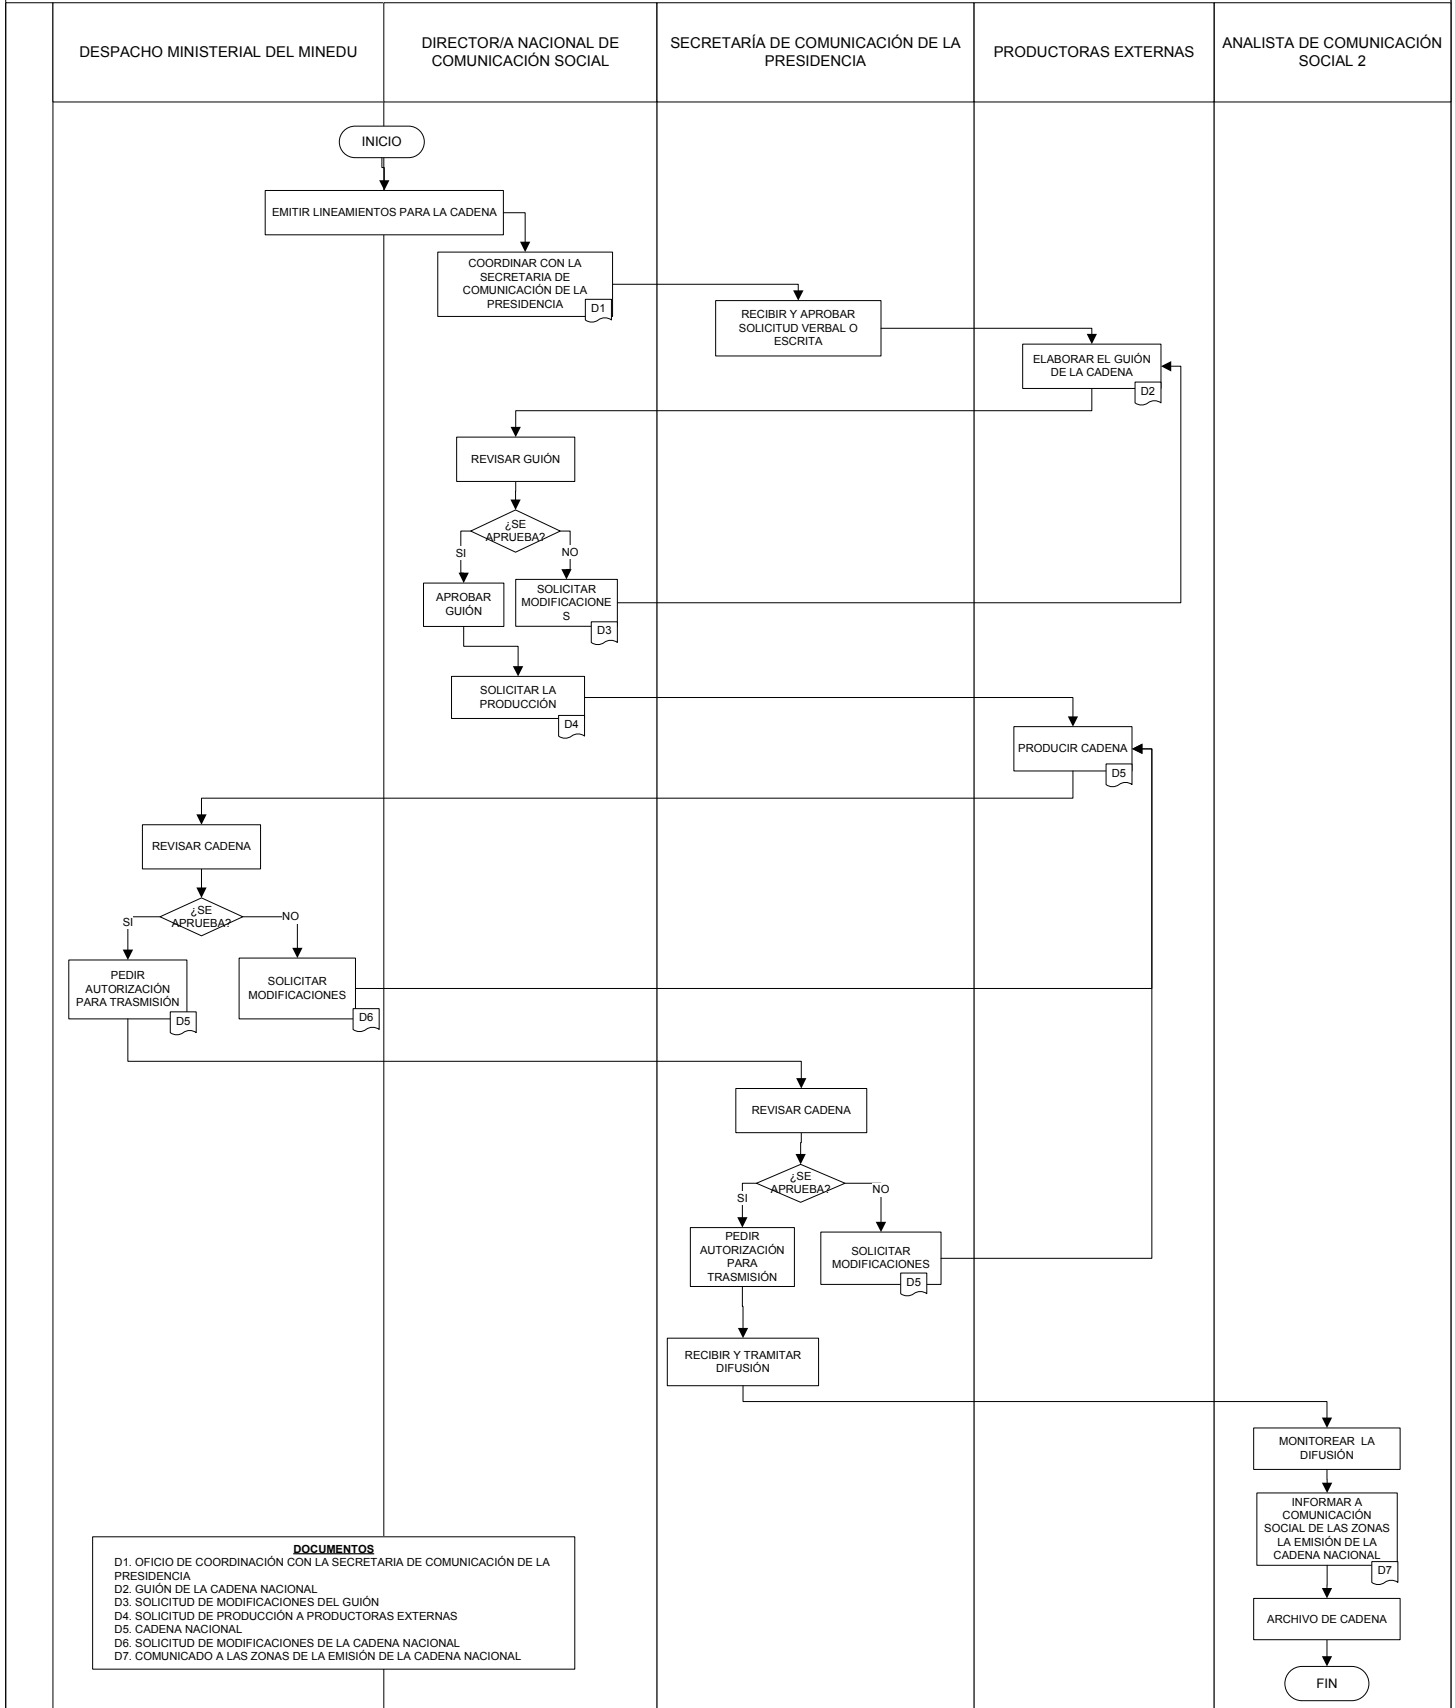 DESPACHO MINISTERIAL DEL MINEDU
DIRECTOR/A NACIONAL DE
COMUNICACIÓN SOCIAL
SECRETARÍA DE COMUNICACIÓN DE LA
PRESIDENCIA
PRODUCTORAS EXTERNAS
ANALISTA DE COMUNICACIÓN
SOCIAL 2
INICIO
EMITIR LINEAMIENTOS PARA LA CADENA
COORDINAR CON LA
SECRETARIA DE
COMUNICACIÓN DE LA
PRESIDENCIA
D1
RECIBIR Y APROBAR
SOLICITUD VERBAL O
ESCRITA
ELABORAR EL GUIÓN
DE LA CADENA
D2
REVISAR GUIÓN
¿SE
APRUEBA?
SI
NO
APROBAR
GUIÓN
SOLICITAR
MODIFICACIONE
S
D3
SOLICITAR LA
PRODUCCIÓN
D4
PRODUCIR CADENA
D5
REVISAR CADENA
¿SE
APRUEBA?
SI
NO
PEDIR
AUTORIZACIÓN
PARA TRASMISIÓN
D5
SOLICITAR
MODIFICACIONES
D6
REVISAR CADENA
¿SE
APRUEBA?
SI
NO
PEDIR
AUTORIZACIÓN
PARA
TRASMISIÓN
SOLICITAR
MODIFICACIONES
D5
RECIBIR Y TRAMITAR
DIFUSIÓN
MONITOREAR LA
DIFUSIÓN
INFORMAR A
COMUNICACIÓN
SOCIAL DE LAS ZONAS
LA EMISIÓN DE LA
CADENA NACIONAL
D7
ARCHIVO DE CADENA
FIN
DOCUMENTOS
D1. OFICIO DE COORDINACIÓN CON LA SECRETARIA DE COMUNICACIÓN DE LA
PRESIDENCIA
D2. GUIÓN DE LA CADENA NACIONAL
D3. SOLICITUD DE MODIFICACIONES DEL GUIÓN
D4. SOLICITUD DE PRODUCCIÓN A PRODUCTORAS EXTERNAS
D5. CADENA NACIONAL
D6. SOLICITUD DE MODIFICACIONES DE LA CADENA NACIONAL
D7. COMUNICADO A LAS ZONAS DE LA EMISIÓN DE LA CADENA NACIONAL